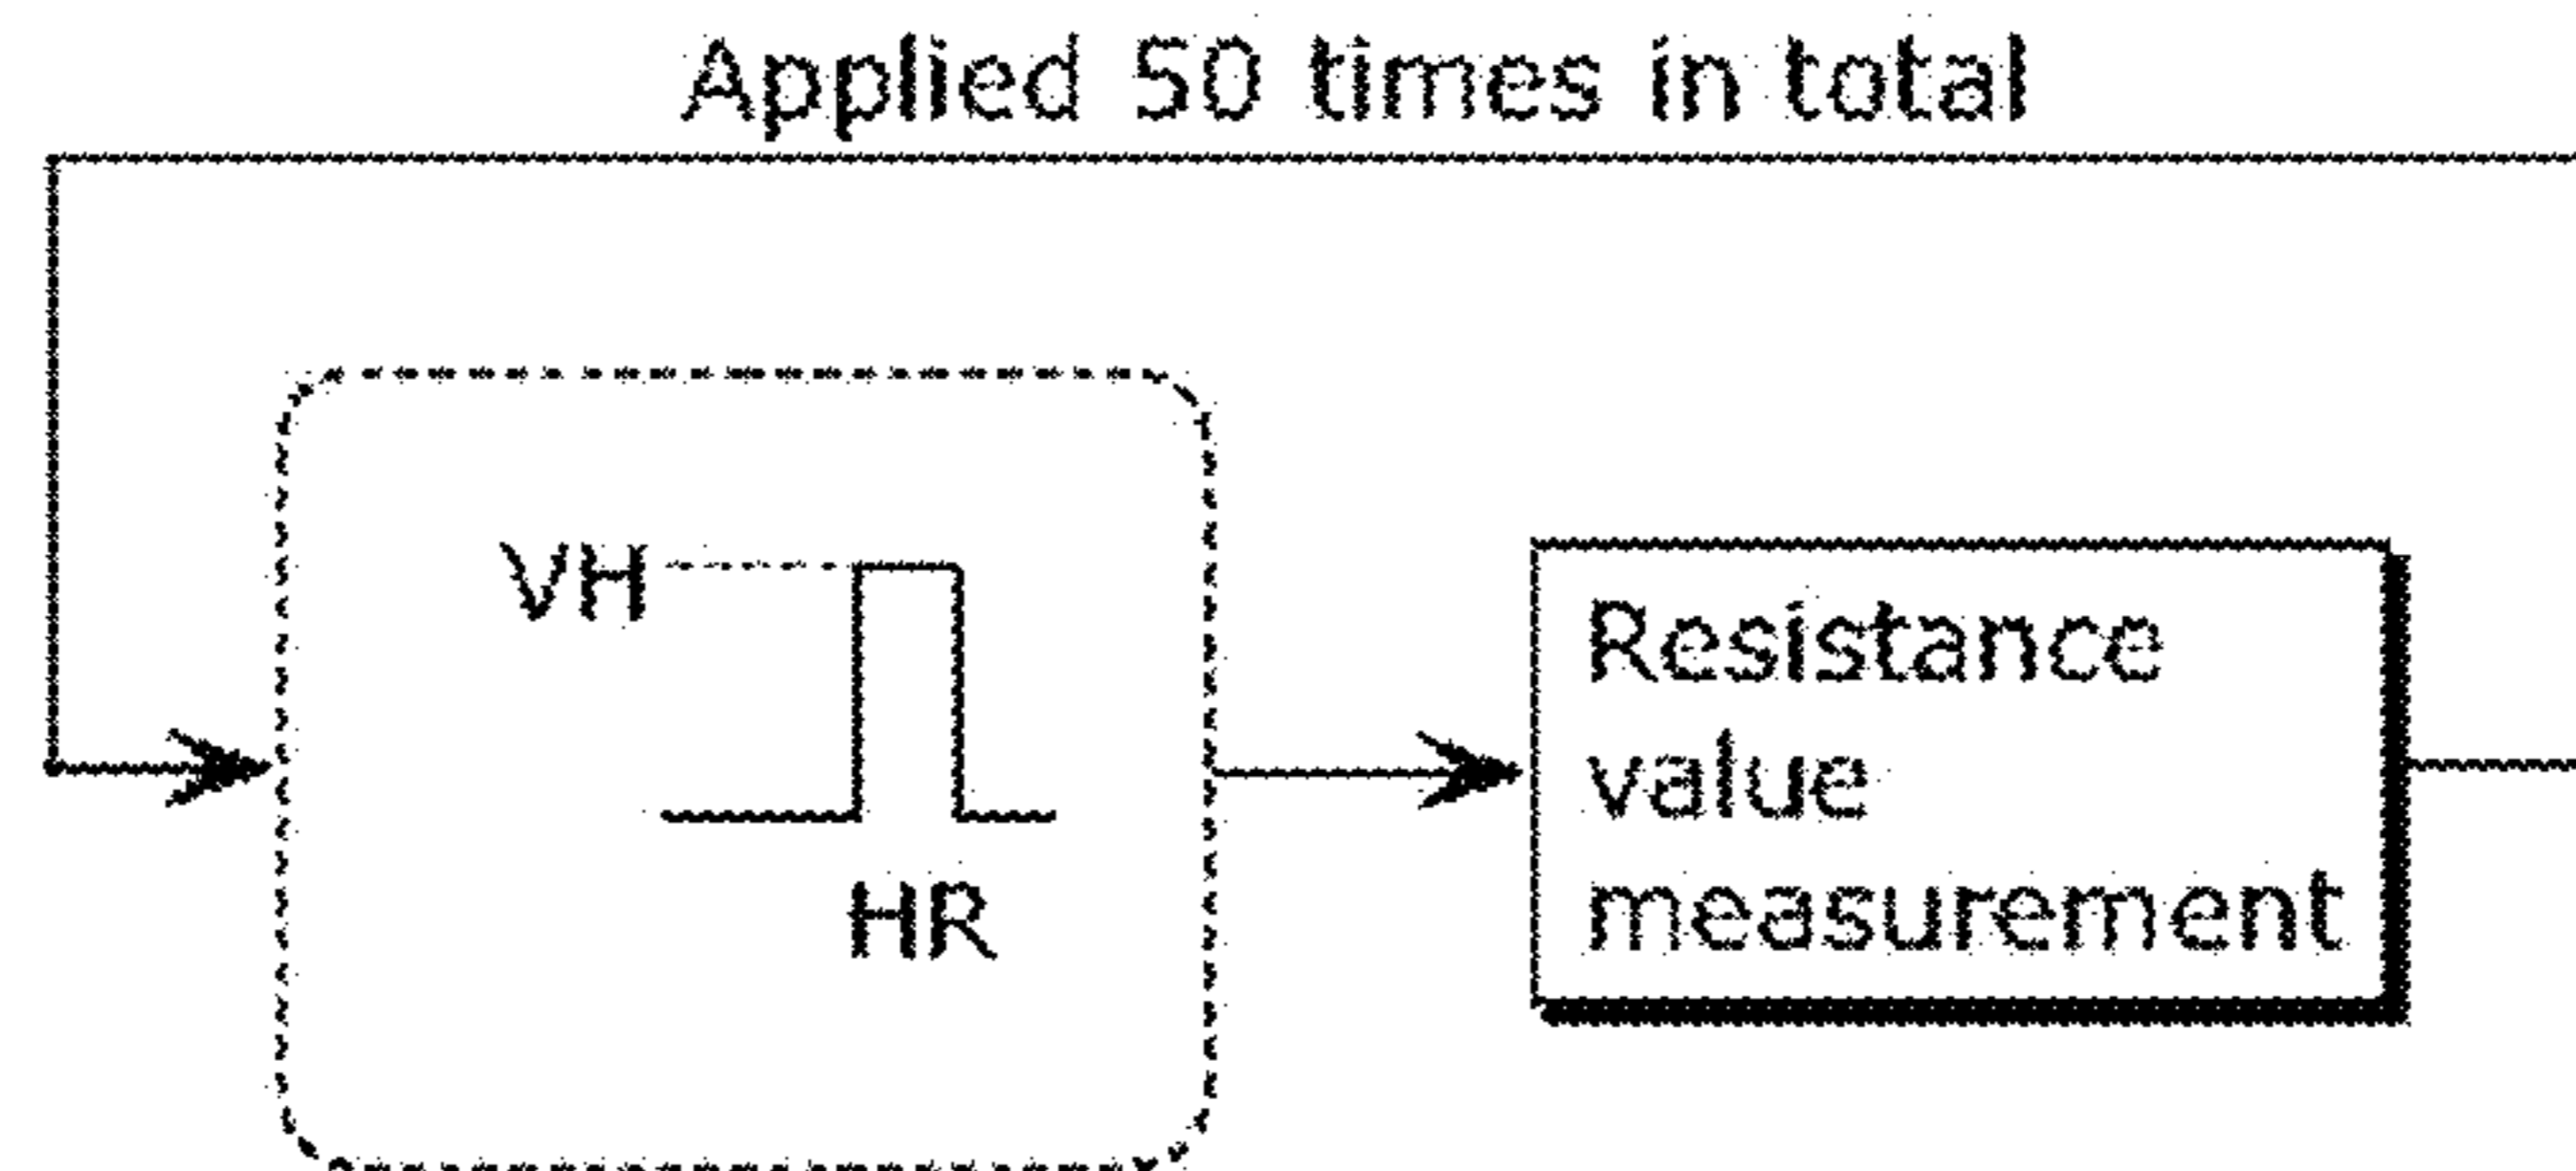 Applied 50 times in total
VH
HR
Resistance
value
measurement